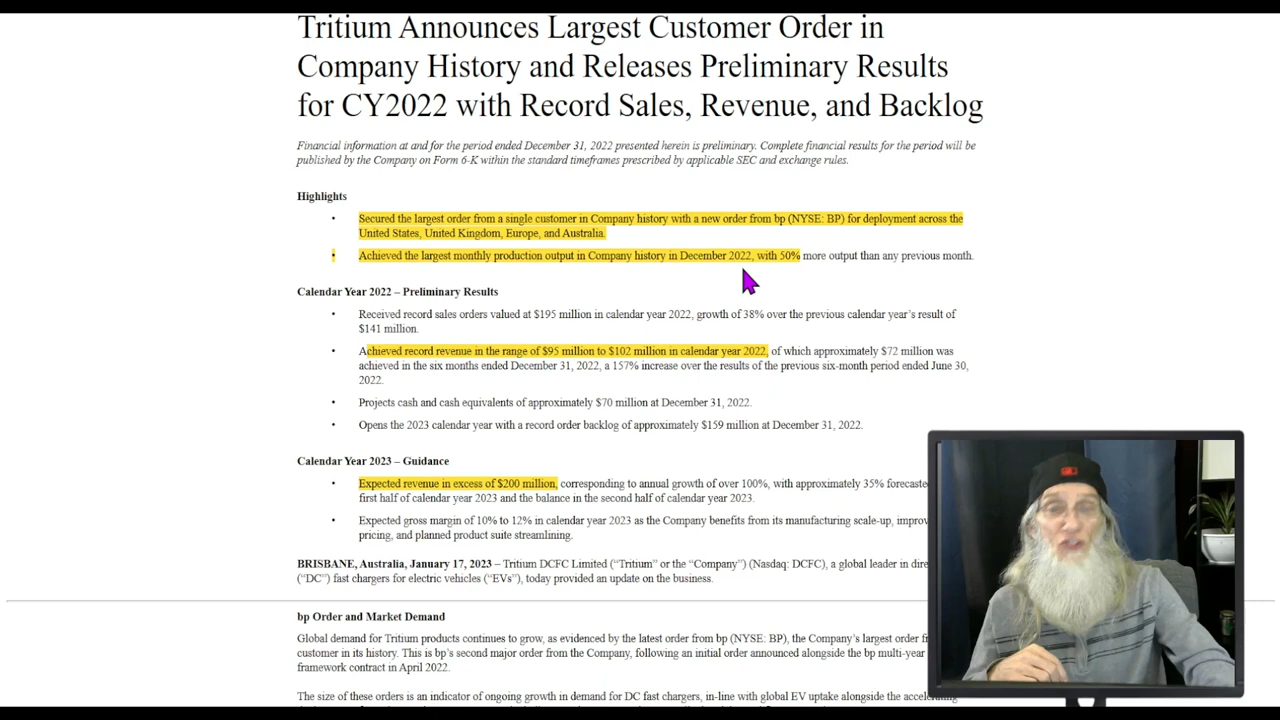 Tritium Announces Largest Customer Order in
Company History and Releases Preliminary Results
for CY2022 with Record Sales, Revenue, and Backlog
Financial information at and for the period ended December 31, 2022 presented herein is preliminary. Complete financial results for the period will be
published by the Company on Form 6-K within the standard timeframes prescribed by applicable SEC and exchange rules.
Highlights
• Secured the largest order from a single customer in Company history with a new order from bp (NYSE: BP) for deployment across the
United States, United Kingdom, Europe, and Australia.
• Achieved the largest monthly production output in Company history in December 2022, with 50% more output than any previous month.
Calendar Year 2022 – Preliminary Results
• Received record sales orders valued at $195 million in calendar year 2022, growth of 38% over the previous calendar year's result of
$141 million.
• Achieved record revenue in the range of $95 million to $102 million in calendar year 2022, of which approximately $72 million was
achieved in the six months ended December 31, 2022, a 157% increase over the results of the previous six-month period ended June 30,
2022.
• Projects cash and cash equivalents of approximately $70 million at December 31, 2022.
• Opens the 2023 calendar year with a record order backlog of approximately $159 million at December 31, 2022.
Calendar Year 2023 – Guidance
• Expected revenue in excess of $200 million, corresponding to annual growth of over 100%, with approximately 35% forecaste
first half of calendar year 2023 and the balance in the second half of calendar year 2023.
• Expected gross margin of 10% to 12% in calendar year 2023 as the Company benefits from its manufacturing scale-up, improv
pricing, and planned product suite streamlining.
BRISBANE, Australia, January 17, 2023 – Tritium DCFC Limited ("Tritium" or the "Company") (Nasdaq: DCFC), a global leader in dire
("DC") fast chargers for electric vehicles ("EVs"), today provided an update on the business.
bp Order and Market Demand
Global demand for Tritium products continues to grow, as evidenced by the latest order from bp (NYSE: BP), the Company's largest order fr
customer in its history. This is bp's second major order from the Company, following an initial order announced alongside the bp multi-year
framework contract in April 2022.
The size of these orders is an indicator of ongoing growth in demand for DC fast chargers, in-line with global EV uptake alongside the accelerating